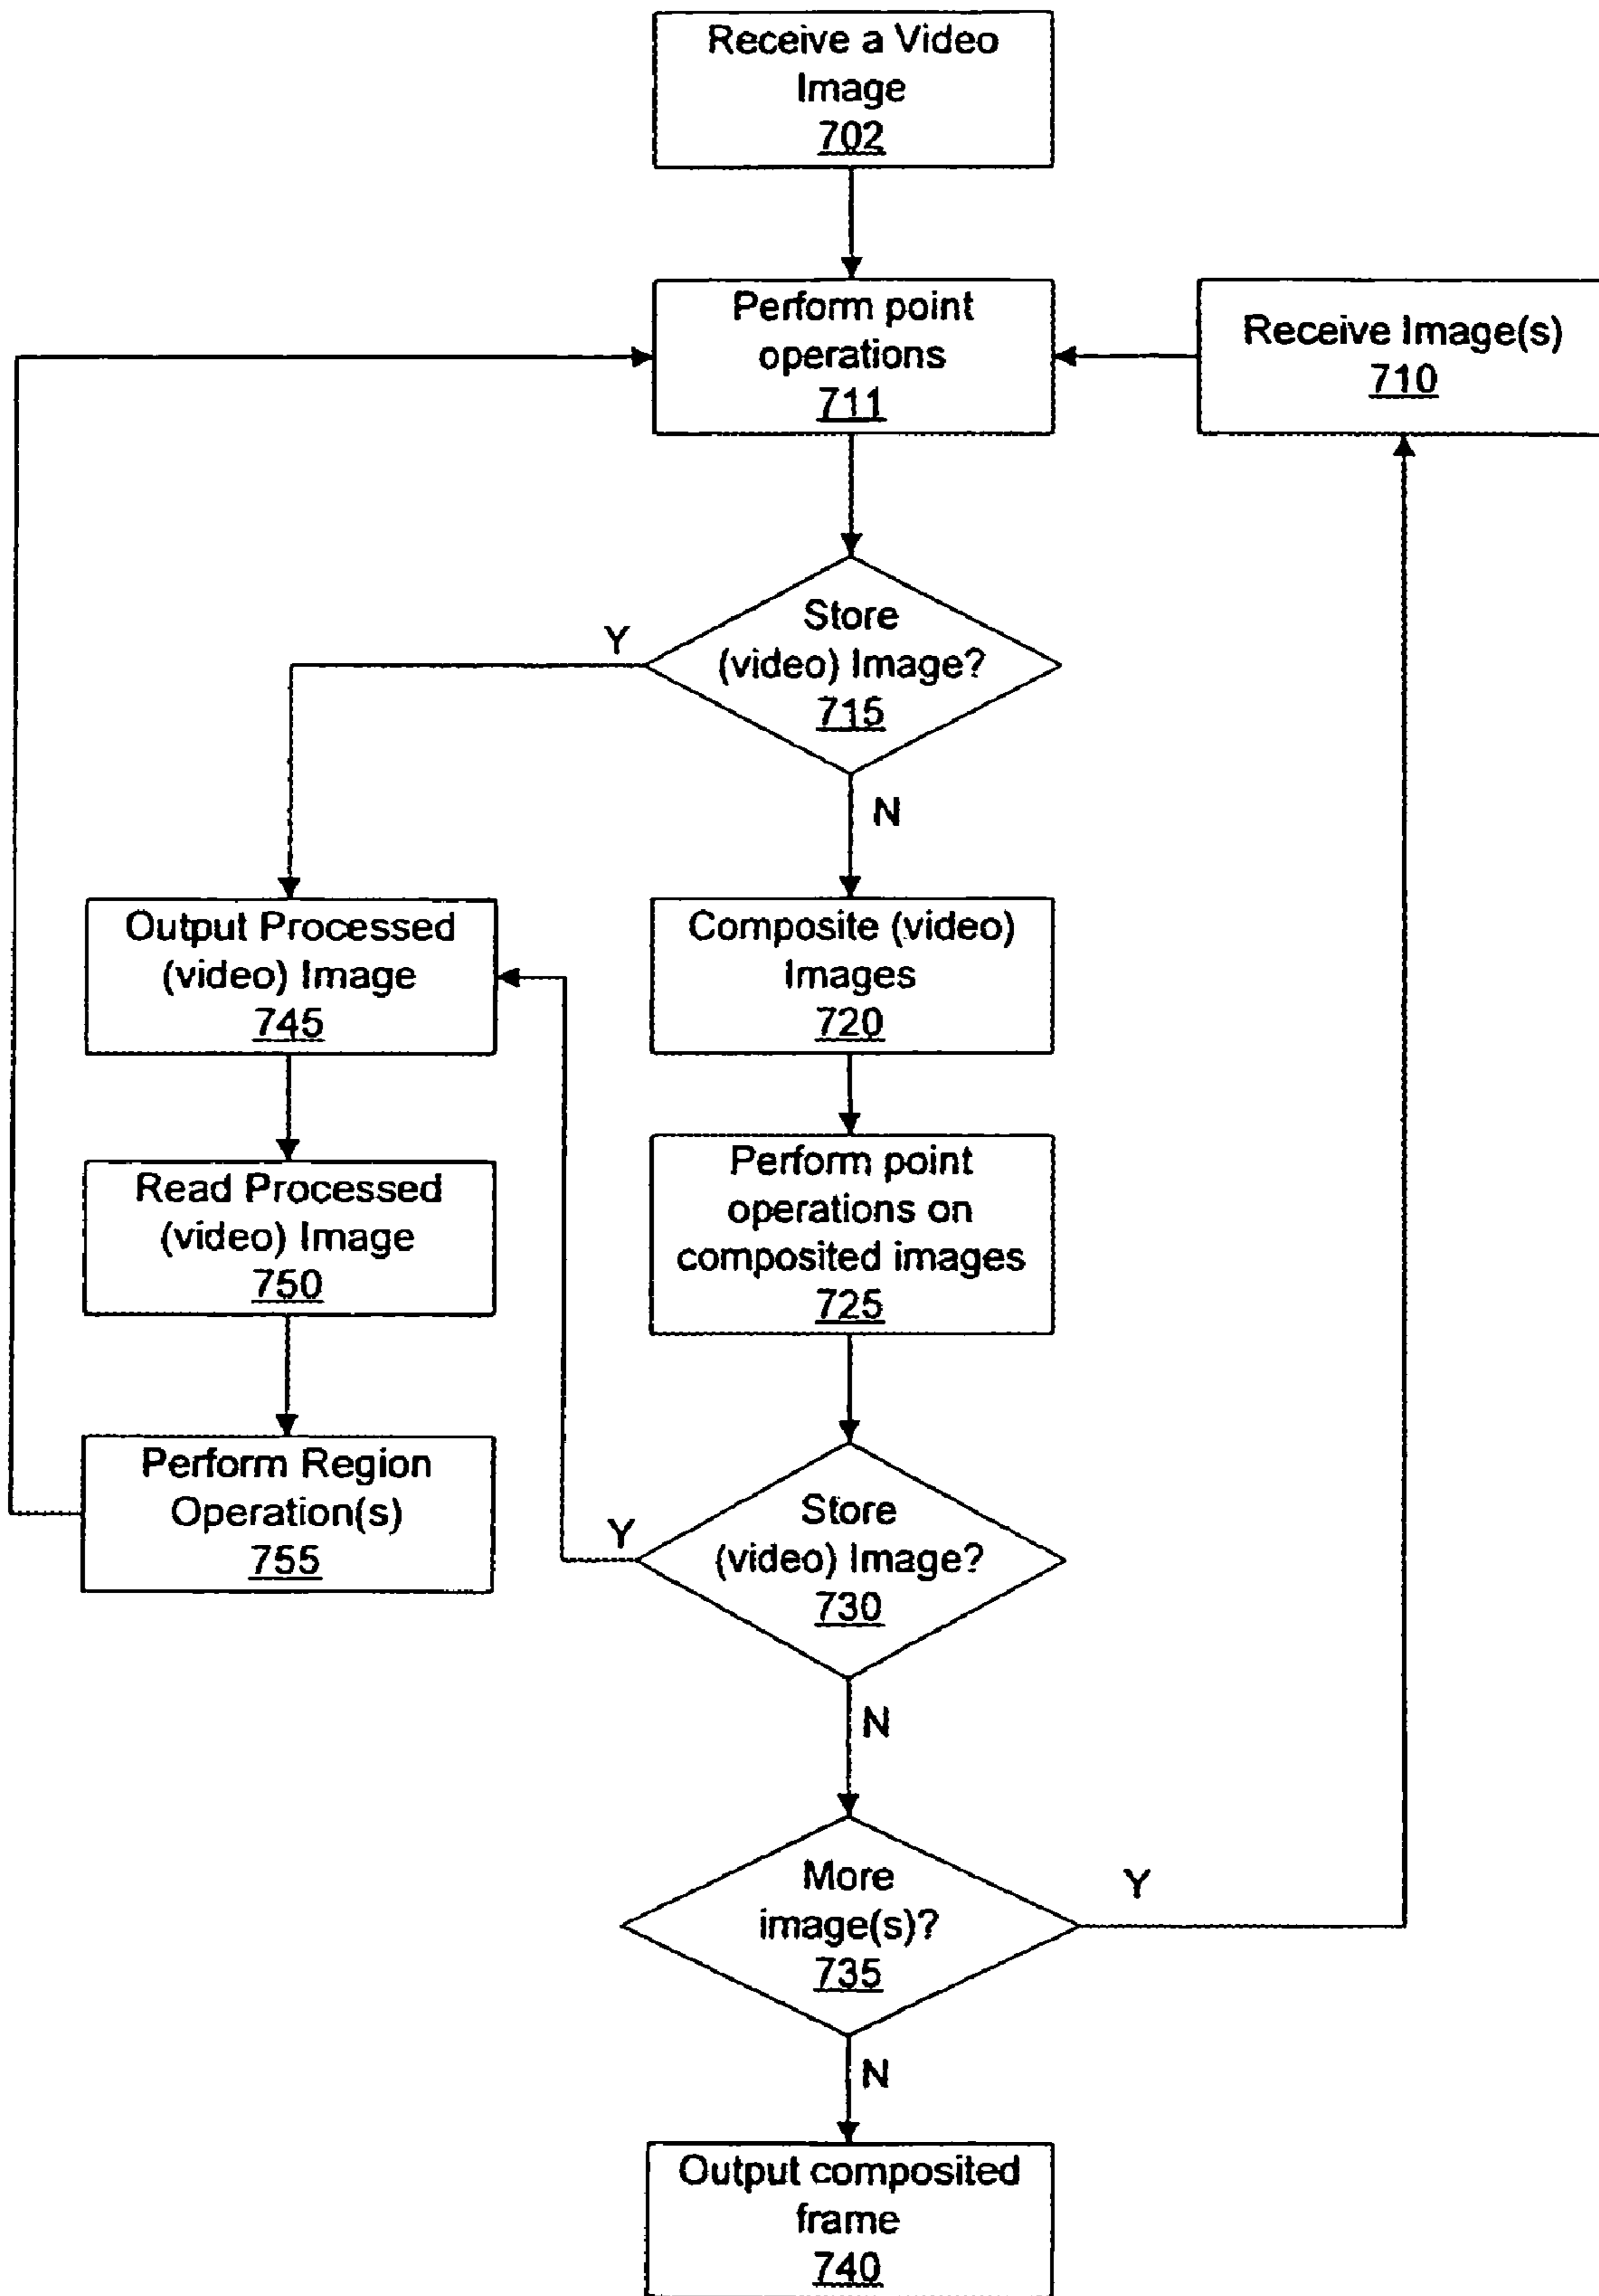 Receive a Video
Image
702
Perform point
operations
711
Receive Image(s)
710
Store
(video) Image?
715
Y
N
Output Processed
(video) Image
745
Composite (video)
Images
720
Read Processed
(video) Image
750
Perform point
operations on
composited images
725
Perform Region
Operation(s)
755
Store
(video) Image?
730
Y
N
More
image(s)?
735
Y
N
Output composited
frame
740